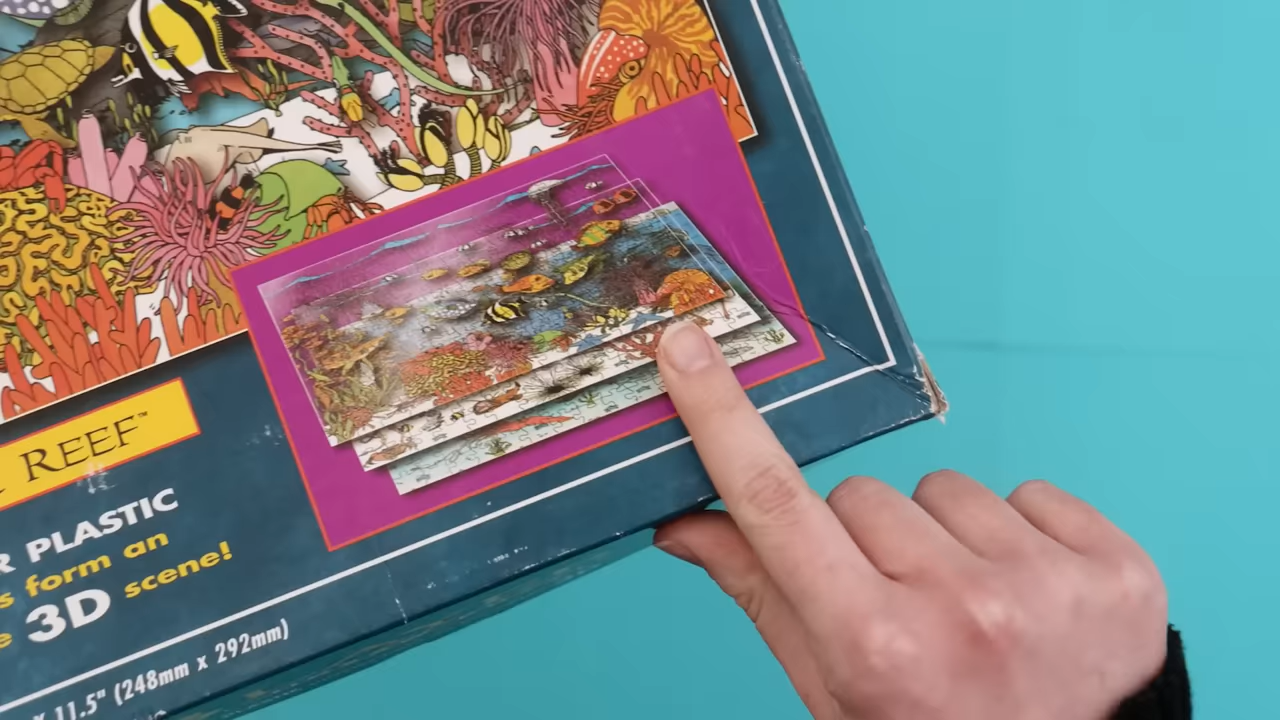 REEF™
PLASTIC
form an
3D scene!
11.5" (248mm x 292mm)